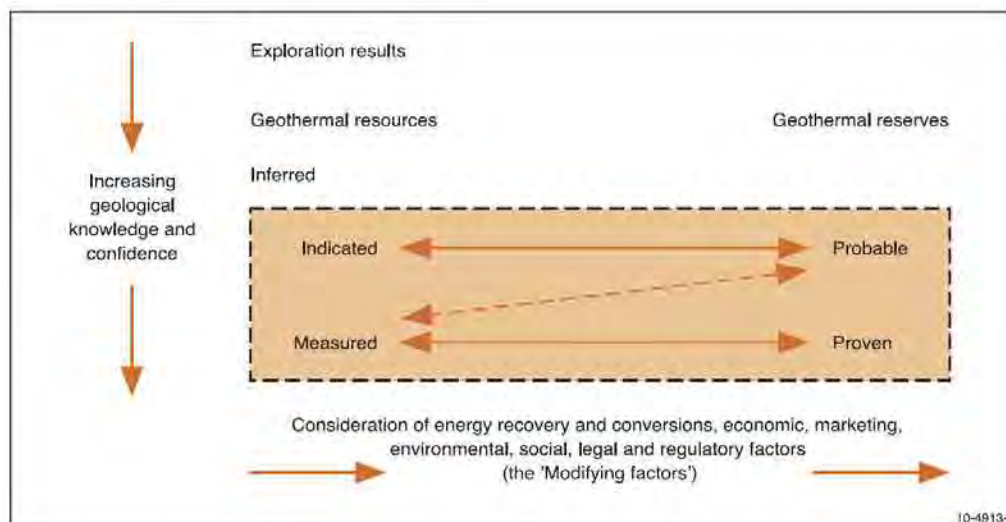 Exploration results
Geothermal resources
Geothermal reserves
Increasing
geological
knowledge and
confidence
Inferred
Indicated
Probable
Measured
Proven
Consideration of energy recovery and conversions, economic, marketing,
environmental, social, legal and regulatory factors
(the 'Modifying factors')